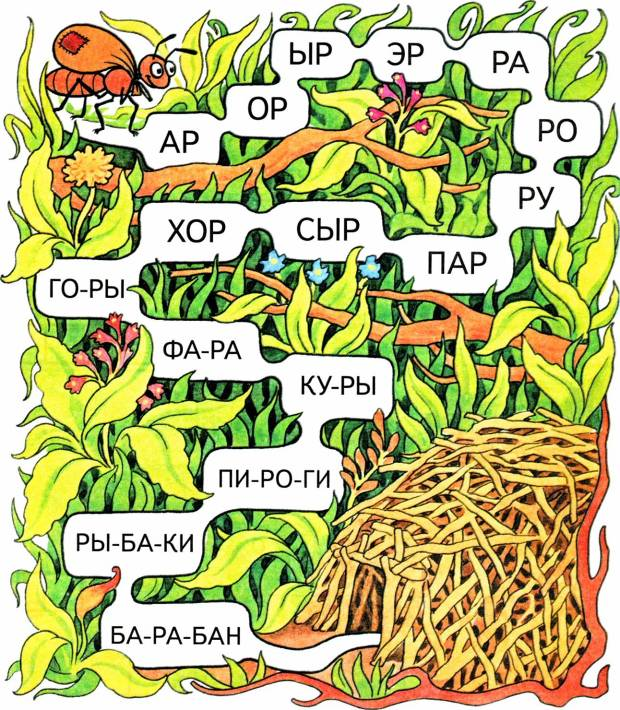 АР
ОР
ЫР
ЭР
РА
РО
РУ
ПАР
СЫР
ХОР
ГО-РЫ
ФА-РА
КУ-РЫ
ПИ-РО-ГИ
РЫ-БА-КИ
БА-РА-БАН